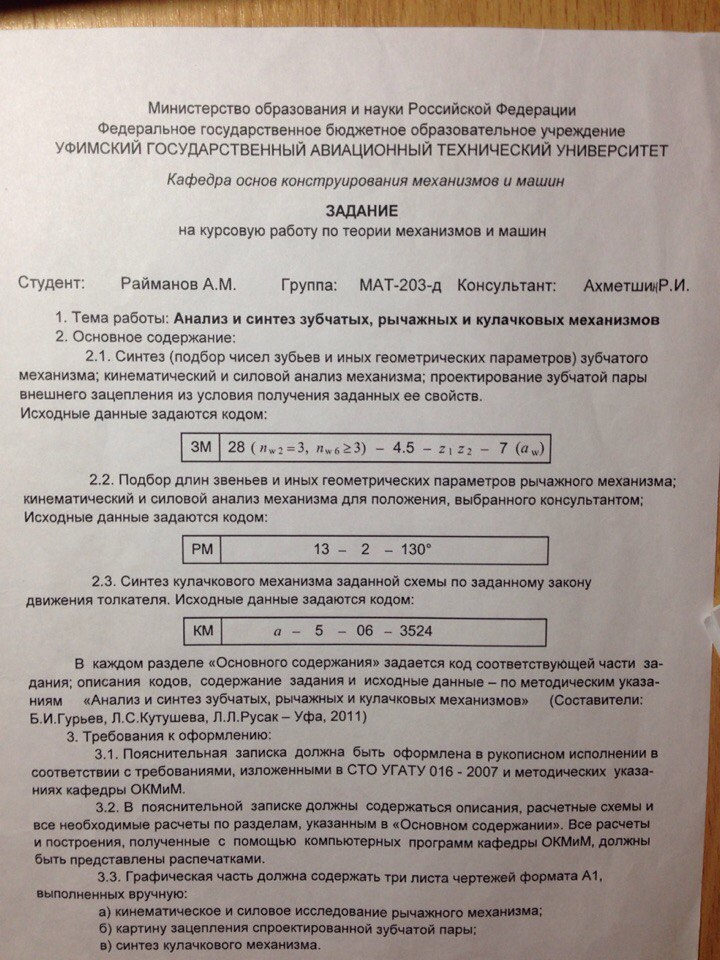 Министерство образования и науки Российской Федерации
Федеральное государственное бюджетное образовательное учреждение
УФИМСКИЙ ГОСУДАРСТВЕННЫЙ АВИАЦИОННЫЙ ТЕХНИЧЕСКИЙ УНИВЕРСИТЕТ
Кафедра основ конструирования механизмов и машин
ЗАДАНИЕ
на курсовую работу по теории механизмов и машин
Студент: Райманов А.М. Группа: МАТ-203-д Консультант: Ахметшин Р.И.
1. Тема работы: Анализ и синтез зубчатых, рычажных и кулачковых механизмов
2. Основное содержание:
2.1. Синтез (подбор чисел зубьев и иных геометрических параметров) зубчатого
механизма; кинематический и силовой анализ механизма; проектирование зубчатой пары
внешнего зацепления из условия получения заданных ее свойств.
Исходные данные задаются кодом:
ЗМ 28 ( n w 2 = 3, n w 6 ≥ 3) – 4.5 – z 1 z 2 – 7 (a w)
2.2. Подбор длин звеньев и иных геометрических параметров рычажного механизма;
кинематический и силовой анализ механизма для положения, выбранного консультантом;
Исходные данные задаются кодом:
РМ 13 – 2 – 130°
2.3. Синтез кулачкового механизма заданной схемы по заданному закону
движения толкателя. Исходные данные задаются кодом:
КМ а – 5 – 06 – 3524
В каждом разделе «Основного содержания» задается код соответствующей части за-
дания; описания кодов, содержание задания и исходные данные – по методическим указа-
ниям «Анализ и синтез зубчатых, рычажных и кулачковых механизмов» (Составители:
Б.И.Гурьев, Л.С.Кутушева, Л.Л.Русак – Уфа, 2011)
3. Требования к оформлению:
3.1. Пояснительная записка должна быть оформлена в рукописном исполнении в
соответствии с требованиями, изложенными в СТО УГАТУ 016 - 2007 и методических указа-
ниях кафедры ОКМиМ.
3.2. В пояснительной записке должны содержаться описания, расчетные схемы и
все необходимые расчеты по разделам, указанным в «Основном содержании». Все расчеты
и построения, полученные с помощью компьютерных программ кафедры ОКМиМ, должны
быть представлены распечатками.
3.3. Графическая часть должна содержать три листа чертежей формата А1,
выполненных вручную:
а) кинематическое и силовое исследование рычажного механизма;
б) картину зацепления спроектированной зубчатой пары;
в) синтез кулачкового механизма.